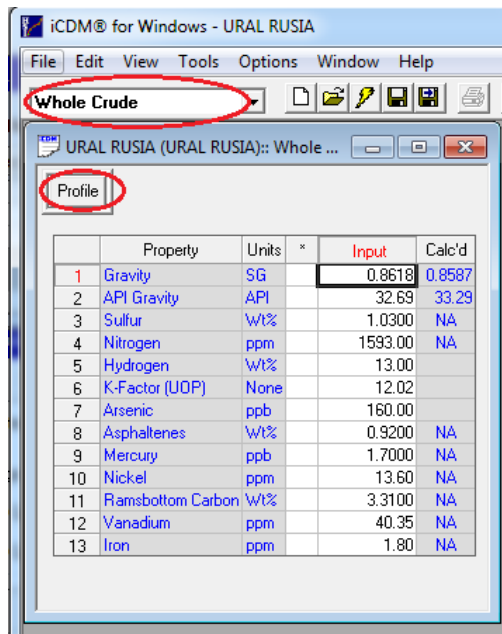 iCDM® for Windows - URAL RUSIA
File Edit View Tools Options Window Help
Whole Crude
URAL RUSIA (URAL RUSIA):: Whole ...
Profile
Property Units * Input Calc'd
1 Gravity SG 0.8618 0.8587
2 API Gravity API 32.69 33.29
3 Sulfur Wt% 1.0300 NA
4 Nitrogen ppm 1593.00 NA
5 Hydrogen Wt% 13.00
6 K-Factor (UOP) None 12.02
7 Arsenic ppb 160.00
8 Asphaltenes Wt% 0.9200 NA
9 Mercury ppb 1.7000 NA
10 Nickel ppm 13.60 NA
11 Ramsbottom Carbon Wt% 3.3100 NA
12 Vanadium ppm 40.35 NA
13 Iron ppm 1.80 NA